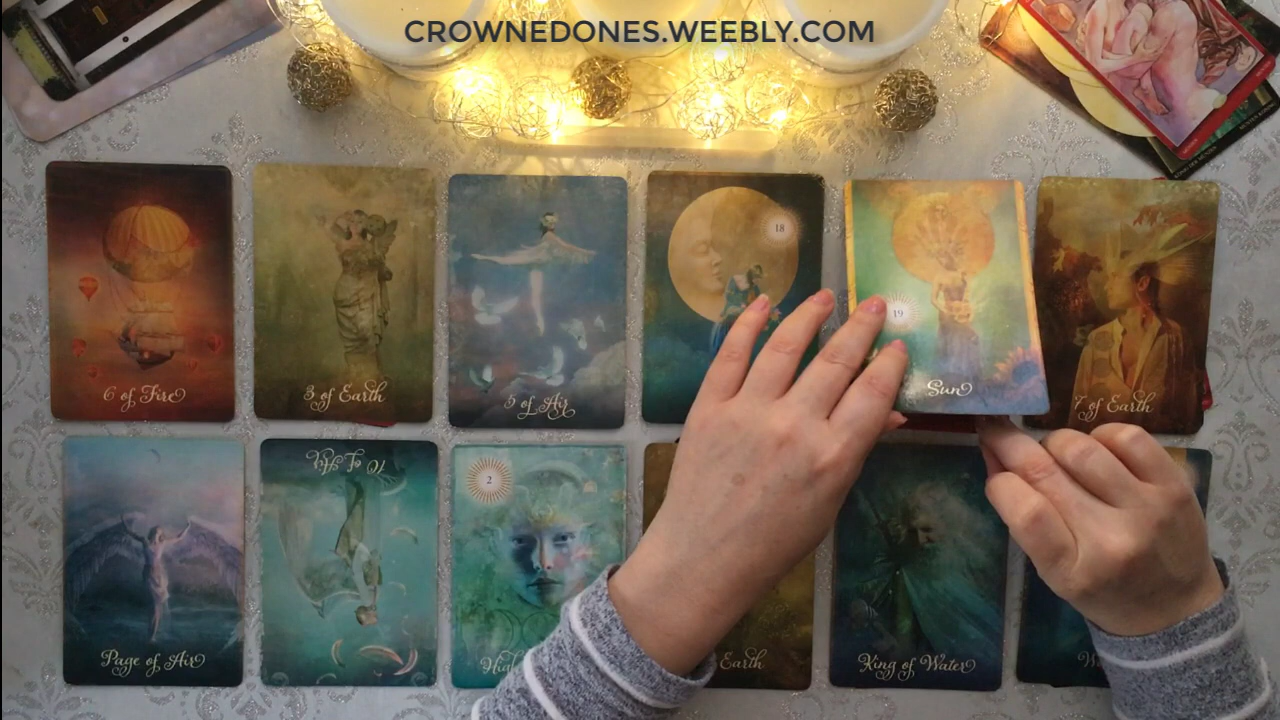 CROWNEDONES.WEEBLY.COM
6 of Fire
3 of Earth
5 of Air
18
19
Sun
7 of Earth
Page of Air
10 of Air
2
Earth
King of Water